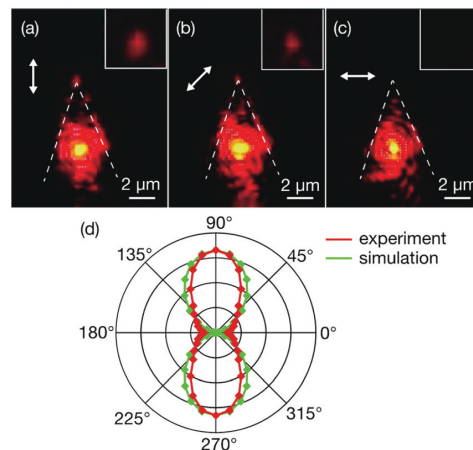 (a)
(b)
(c)
2 µm
2 µm
2 µm
(d)
90°
135°
45°
180°
0°
225°
315°
270°
experiment
simulation